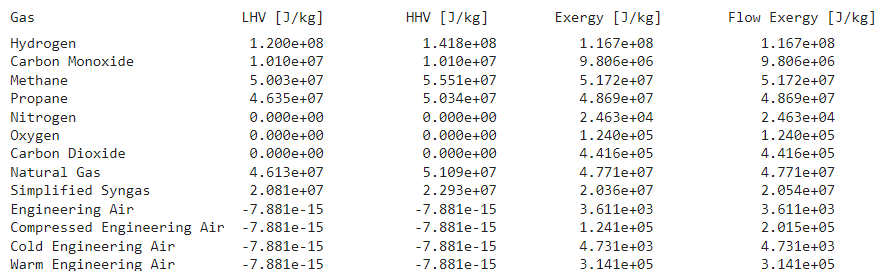 Gas LHV [J/kg] HHV [J/kg] Exergy [J/kg] Flow Exergy [J/kg]
Hydrogen 1.200e+08 1.418e+08 1.167e+08 1.167e+08
Carbon Monoxide 1.010e+07 1.010e+07 9.806e+06 9.806e+06
Methane 5.003e+07 5.551e+07 5.172e+07 5.172e+07
Propane 4.635e+07 5.034e+07 4.869e+07 4.869e+07
Nitrogen 0.000e+00 0.000e+00 2.463e+04 2.463e+04
Oxygen 0.000e+00 0.000e+00 1.240e+05 1.240e+05
Carbon Dioxide 0.000e+00 0.000e+00 4.416e+05 4.416e+05
Natural Gas 4.613e+07 5.109e+07 4.771e+07 4.771e+07
Simplified Syngas 2.081e+07 2.293e+07 2.036e+07 2.054e+07
Engineering Air -7.881e-15 -7.881e-15 3.611e+03 3.611e+03
Compressed Engineering Air -7.881e-15 -7.881e-15 1.241e+05 2.015e+05
Cold Engineering Air -7.881e-15 -7.881e-15 4.731e+03 4.731e+03
Warm Engineering Air -7.881e-15 -7.881e-15 3.141e+05 3.141e+05